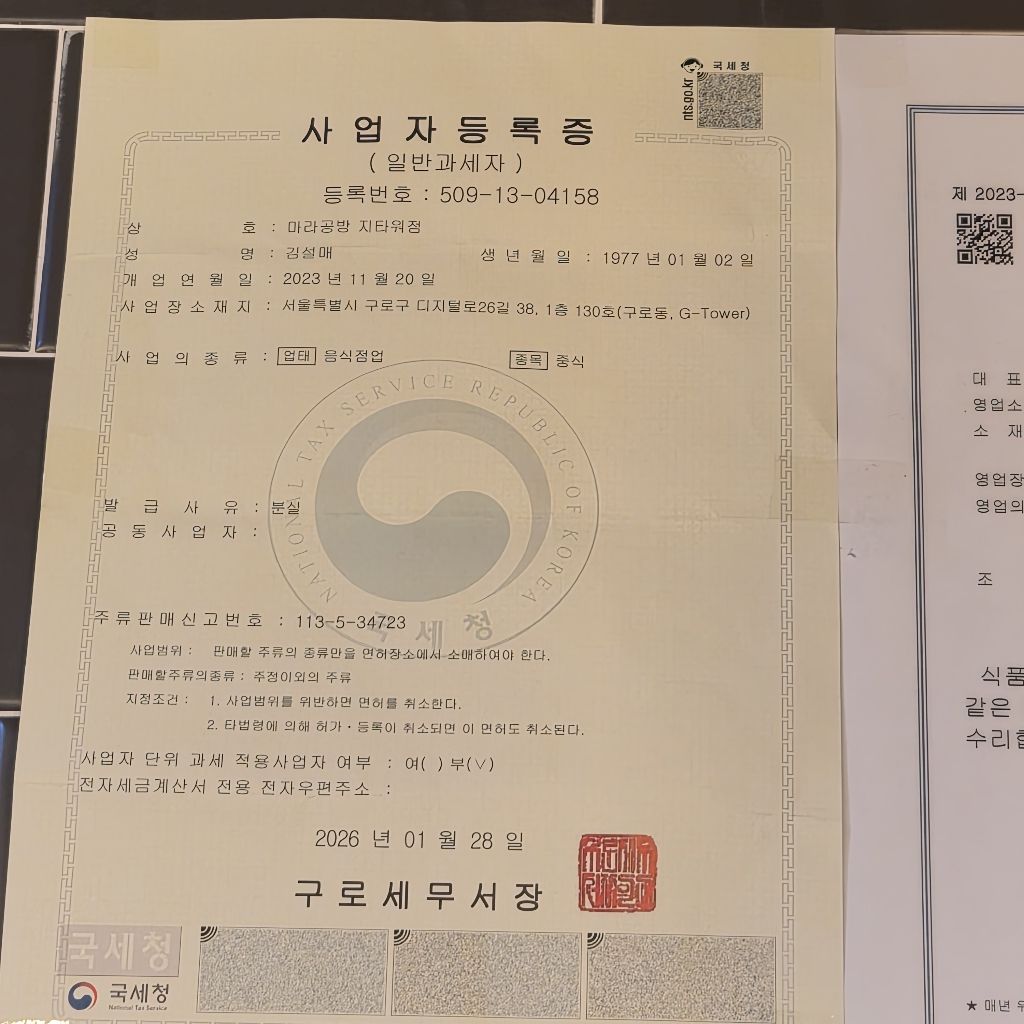 국세청
nts.go.kr
사업자등록증
( 일반과세자 )
등록번호 : 509-13-04158
상 호 : 마라공방 지타워점
성 명 : 김설매 생 년 월 일 : 1977 년 01 월 02 일
개 업 연 월 일 : 2023 년 11 월 20 일
사 업 장 소 재 지 : 서울특별시 구로구 디지털로26길 38, 1층 130호(구로동, G-Tower)
사 업 의 종 류 : 업태 음식점업 종목 중식
NATIONAL TAX SERVICE REPUBLIC OF KOREA
국세청
발 급 사 유 : 분실
공 동 사 업 자 :
주 류 판 매 신 고 번 호 : 113-5-34723
사업범위 : 판매할 주류의 종류만을 면허장소에서 소매하여야 한다.
판매할주류의종류 : 주정이외의 주류
지정조건 : 1. 사업범위를 위반하면 면허를 취소한다.
2. 타법령에 의해 허가·등록이 취소되면 이 면허도 취소된다.
사업자 단위 과세 적용사업자 여부 : 여( ) 부(∨)
전자세금계산서 전용 전자우편주소 :
2026 년 01 월 28 일
구로세무서장
국세청
국세청
National Tax Service
제 2023-
대 표
영업소
소 재
영업장
영업의
조
식품
같은
수리합
★ 매년